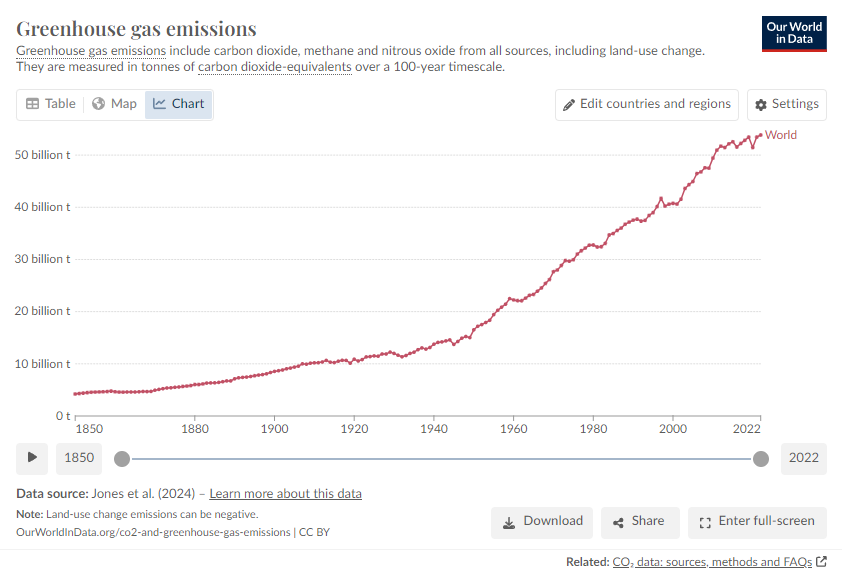 Greenhouse gas emissions
Greenhouse gas emissions include carbon dioxide, methane and nitrous oxide from all sources, including land-use change.
They are measured in tonnes of carbon dioxide-equivalents over a 100-year timescale.
Our World
in Data
Table
Map
Chart
Edit countries and regions
Settings
World
50 billion t
40 billion t
30 billion t
20 billion t
10 billion t
0 t
1850
1880
1900
1920
1940
1960
1980
2000
2022
1850
2022
Data source: Jones et al. (2024) – Learn more about this data
Note: Land-use change emissions can be negative.
OurWorldInData.org/co2-and-greenhouse-gas-emissions | CC BY
Download
Share
Enter full-screen
Related: CO₂ data: sources, methods and FAQs